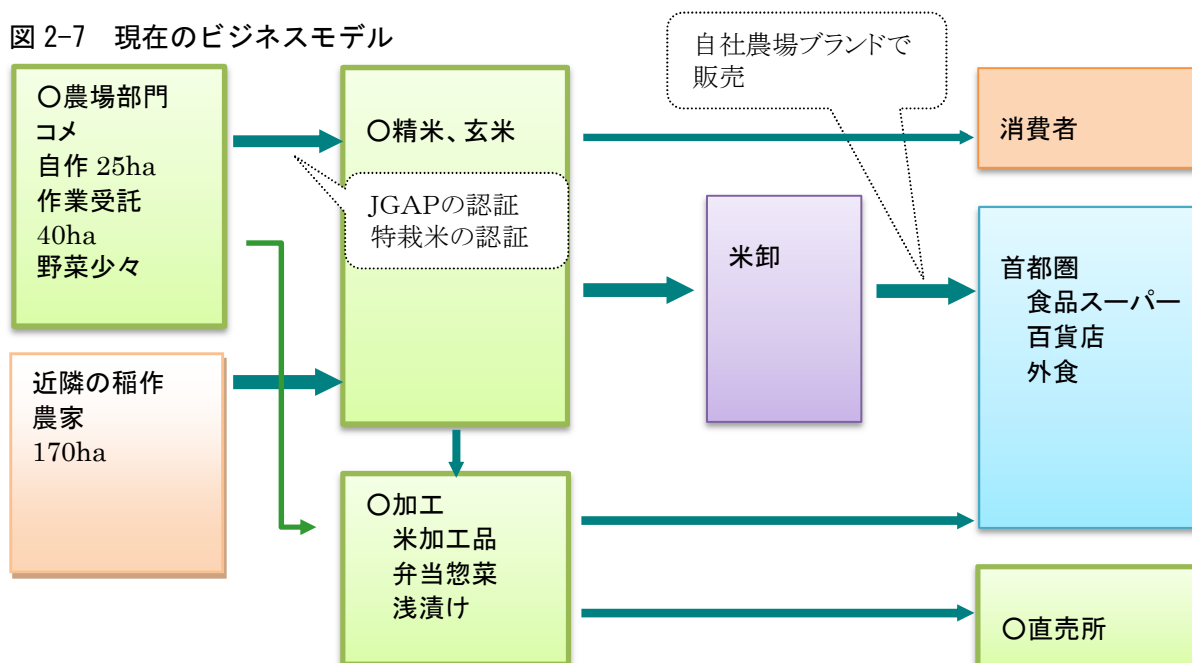 図 2-7　現在のビジネスモデル
〇農場部門
コメ
自作 25ha
作業受託
40ha
野菜少々
近隣の稲作
農家
170ha
〇精米、玄米
JGAPの認証
特栽米の認証
〇加工
米加工品
弁当惣菜
浅漬け
米卸
自社農場ブランドで
販売
消費者
首都圏
食品スーパー
百貨店
外食
〇直売所